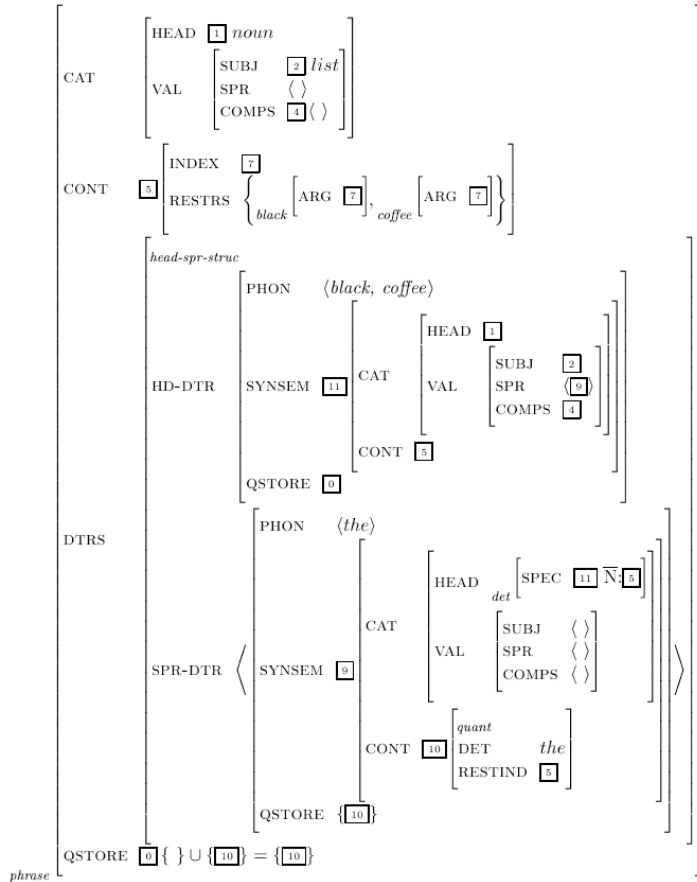 HEAD 1 noun
SUBJ 2 list
CAT
VAL SPR ⟨ ⟩
COMPS 4 ⟨ ⟩
INDEX 7
CONT 5
RESTRS { black [ARG 7], coffee [ARG 7] }
head-spr-struc
PHON ⟨black, coffee⟩
HEAD 1
SUBJ 2
CAT
HD-DTR SYNSEM 11 VAL SPR ⟨9⟩
COMPS 4
CONT 5
QSTORE 0
PHON ⟨the⟩
DTRS
HEAD det [SPEC 11 N̅: 5]
CAT
SUBJ ⟨ ⟩
VAL SPR ⟨ ⟩
SPR-DTR ⟨ SYNSEM 9 ⟩
COMPS ⟨ ⟩
quant
CONT 10 DET the
RESTIND 5
QSTORE {10}
QSTORE 0 { } ∪ {10} = {10}
phrase